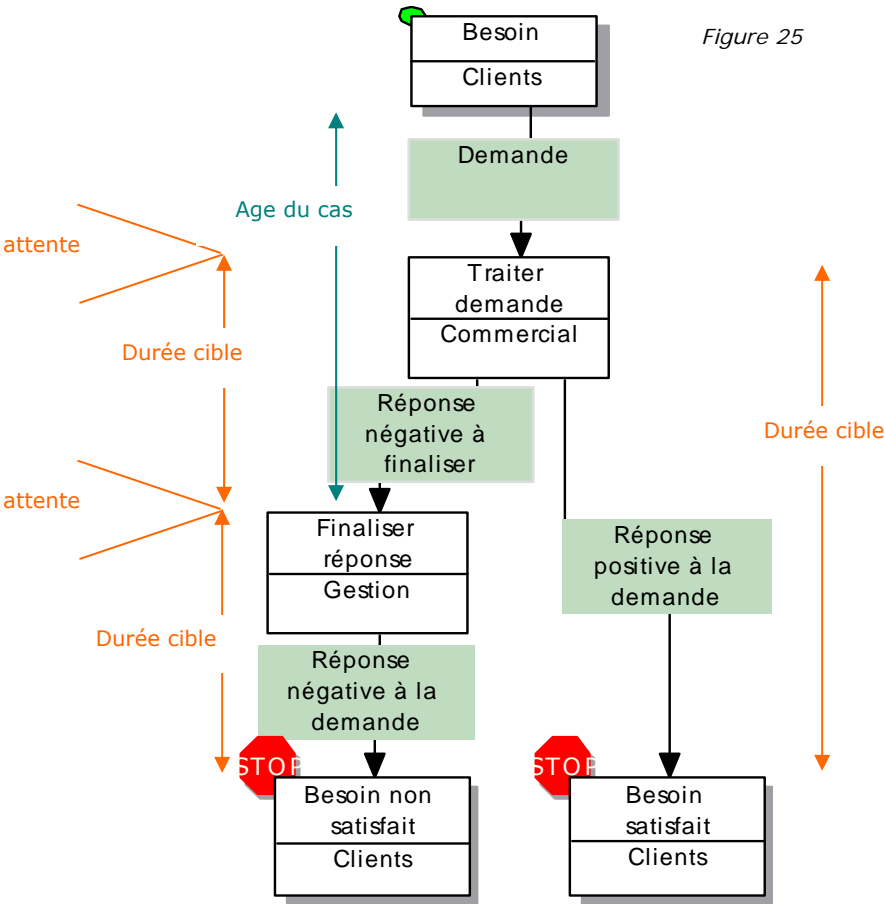 Besoin
Figure 25
Clients
Demande
Age du cas
attente
Traiter
demande
Commercial
Durée cible
Réponse
négative à
finaliser
Durée cible
attente
Finaliser
réponse
Gestion
Réponse
positive à la
demande
Durée cible
Réponse
négative à la
demande
STOP
STOP
Besoin non
satisfait
Clients
Besoin
satisfait
Clients